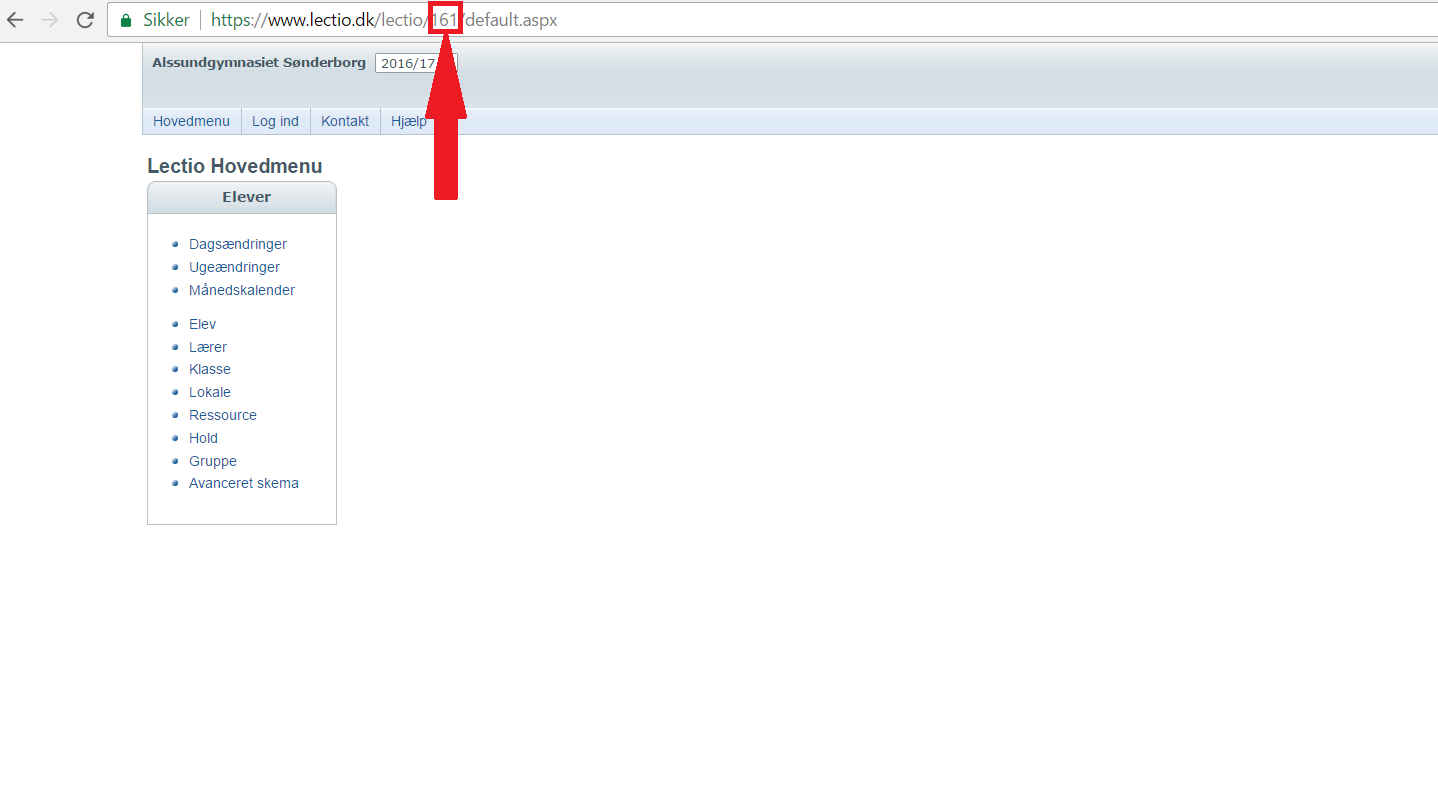 Sikker https://www.lectio.dk/lectio/161/default.aspx
Alssundgymnasiet Sønderborg 2016/17
Hovedmenu Log ind Kontakt Hjælp
Lectio Hovedmenu
Elever
Dagsændringer
Ugeændringer
Månedskalender
Elev
Lærer
Klasse
Lokale
Ressource
Hold
Gruppe
Avanceret skema